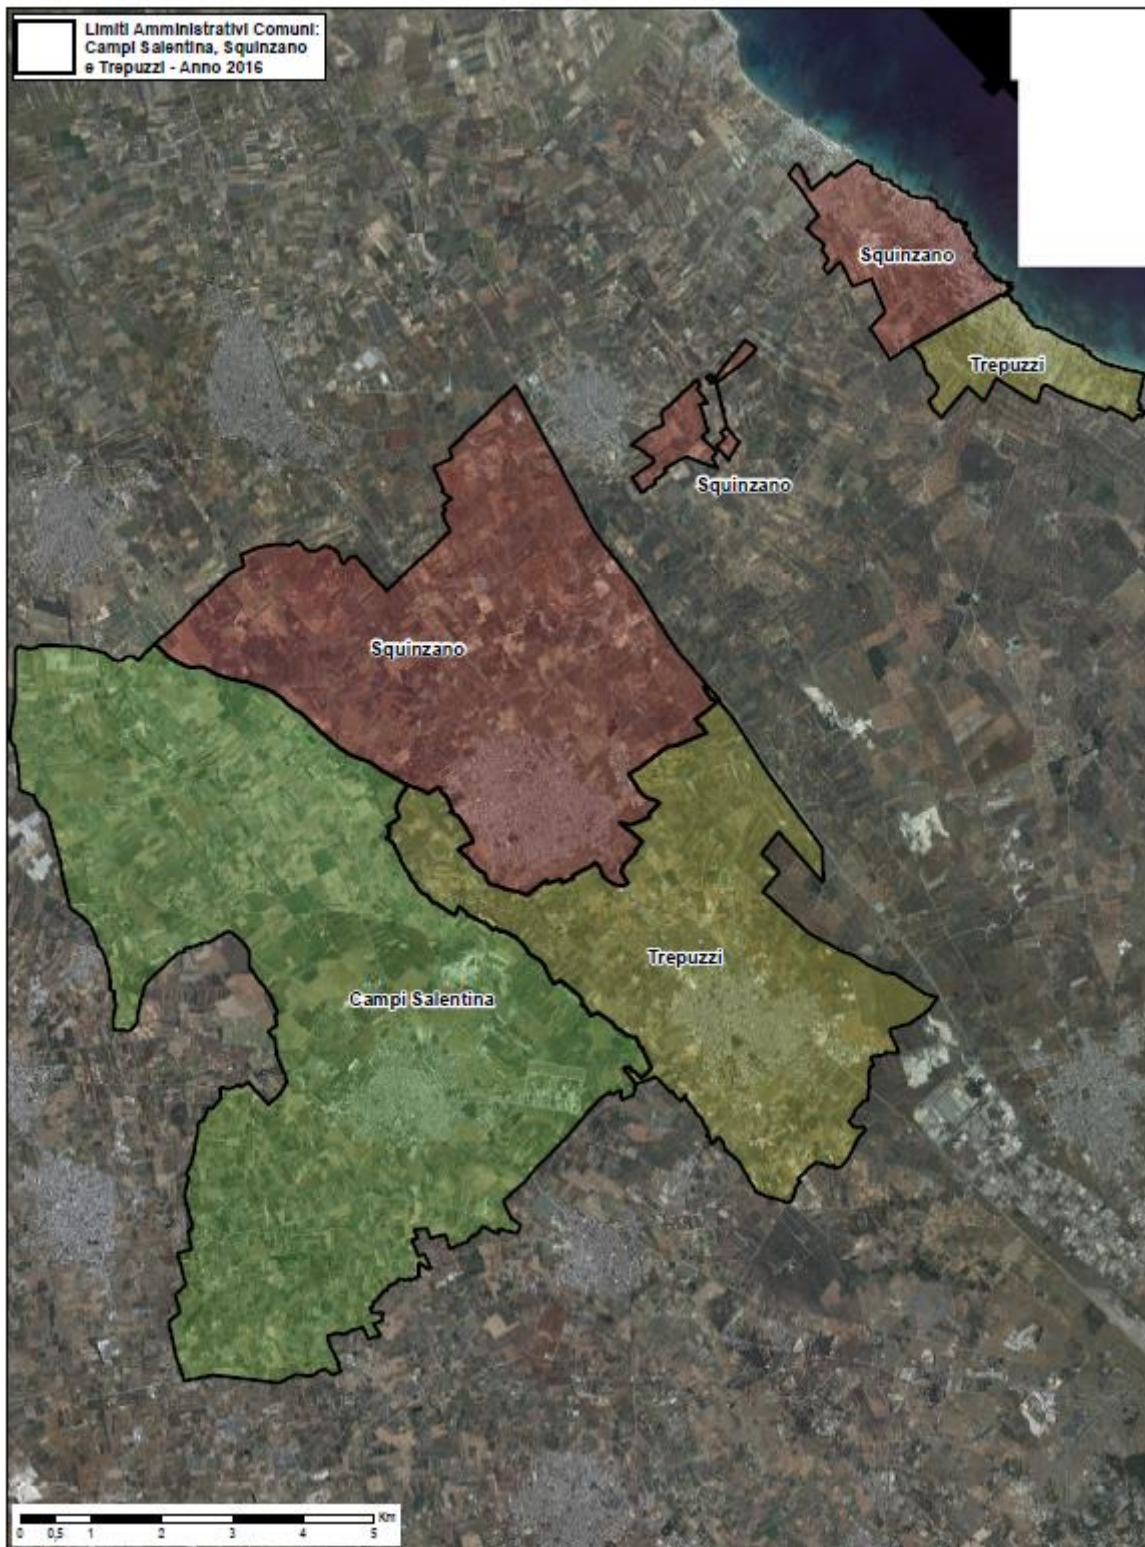 Limiti Amministrativi Comuni:
Campi Salentina, Squinzano
e Trepuzzi - Anno 2016
Squinzano
Trepuzzi
Squinzano
Squinzano
Trepuzzi
Campi Salentina
Km
0 0,5 1 2 3 4 5